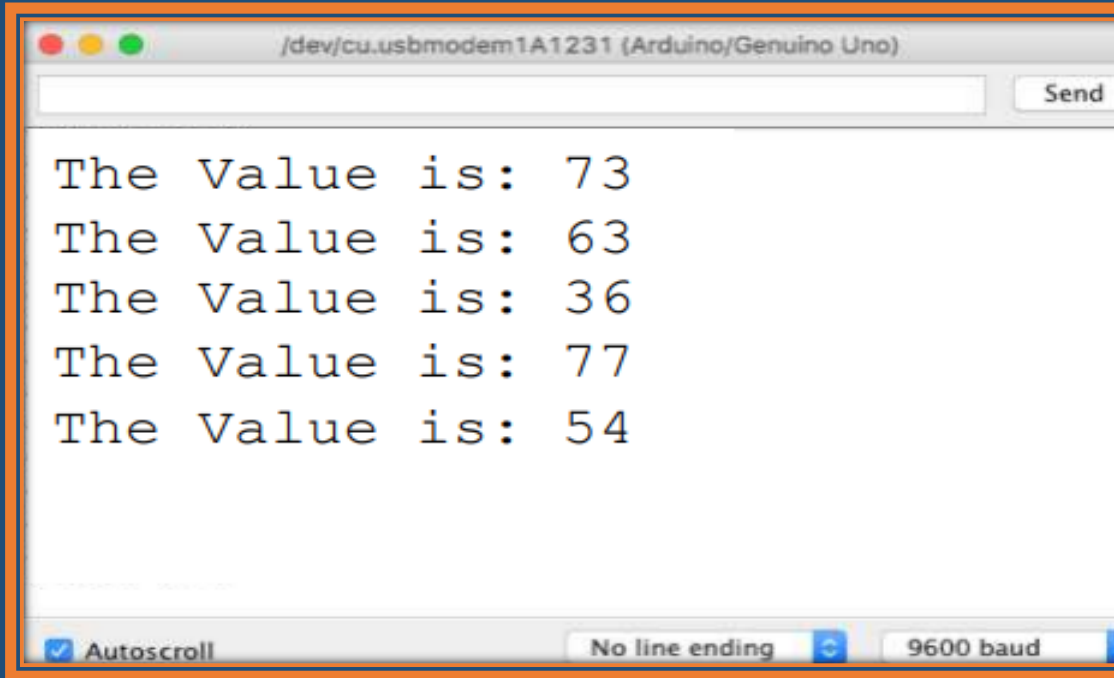 /dev/cu.usbmodem1A1231 (Arduino/Genuino Uno)
Send
The Value is: 73
The Value is: 63
The Value is: 36
The Value is: 77
The Value is: 54
Autoscroll
No line ending
9600 baud